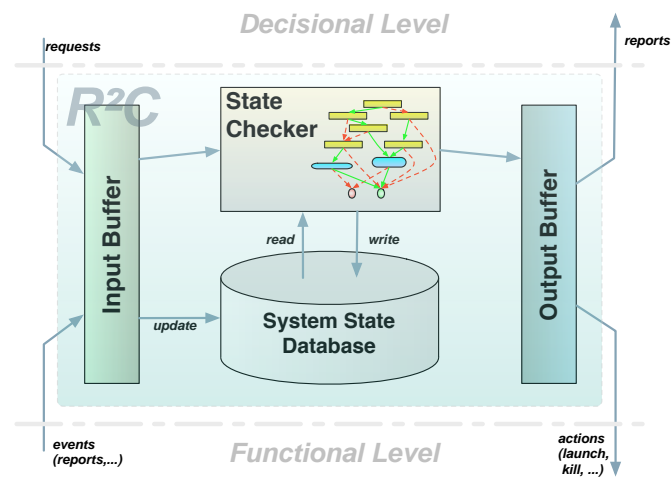 Decisional Level
requests
reports
R²C
State
Checker
Input Buffer
Output Buffer
read
write
update
System State
Database
events
(reports,...)
Functional Level
actions
(launch,
kill, ...)